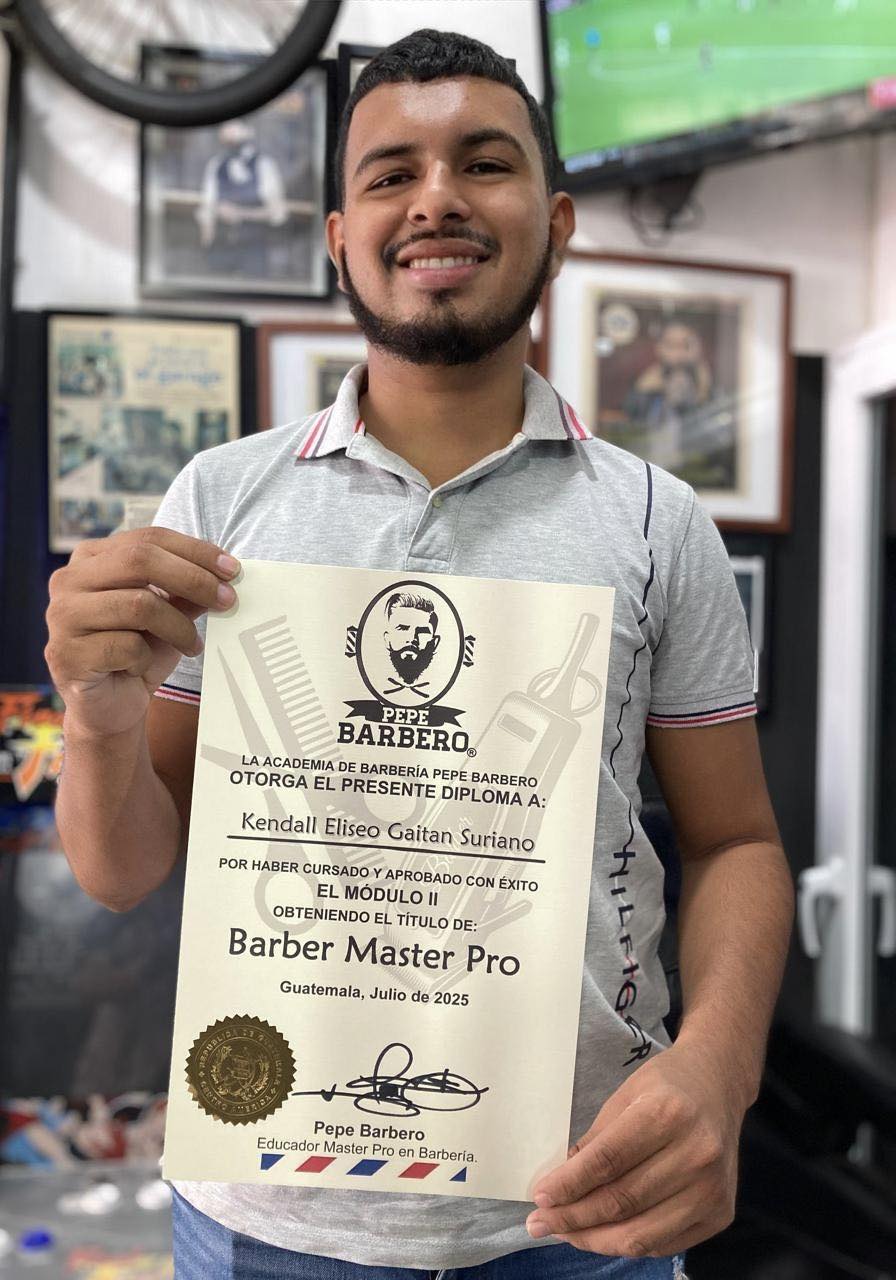 PEPE
BARBERO®
LA ACADEMIA DE BARBERÍA PEPE BARBERO
OTORGA EL PRESENTE DIPLOMA A:
Kendall Eliseo Gaitan Suriano
POR HABER CURSADO Y APROBADO CON ÉXITO
EL MÓDULO II
OBTENIENDO EL TÍTULO DE:
Barber Master Pro
Guatemala, Julio de 2025
Pepe Barbero
Educador Master Pro en Barbería.
HILFIGER